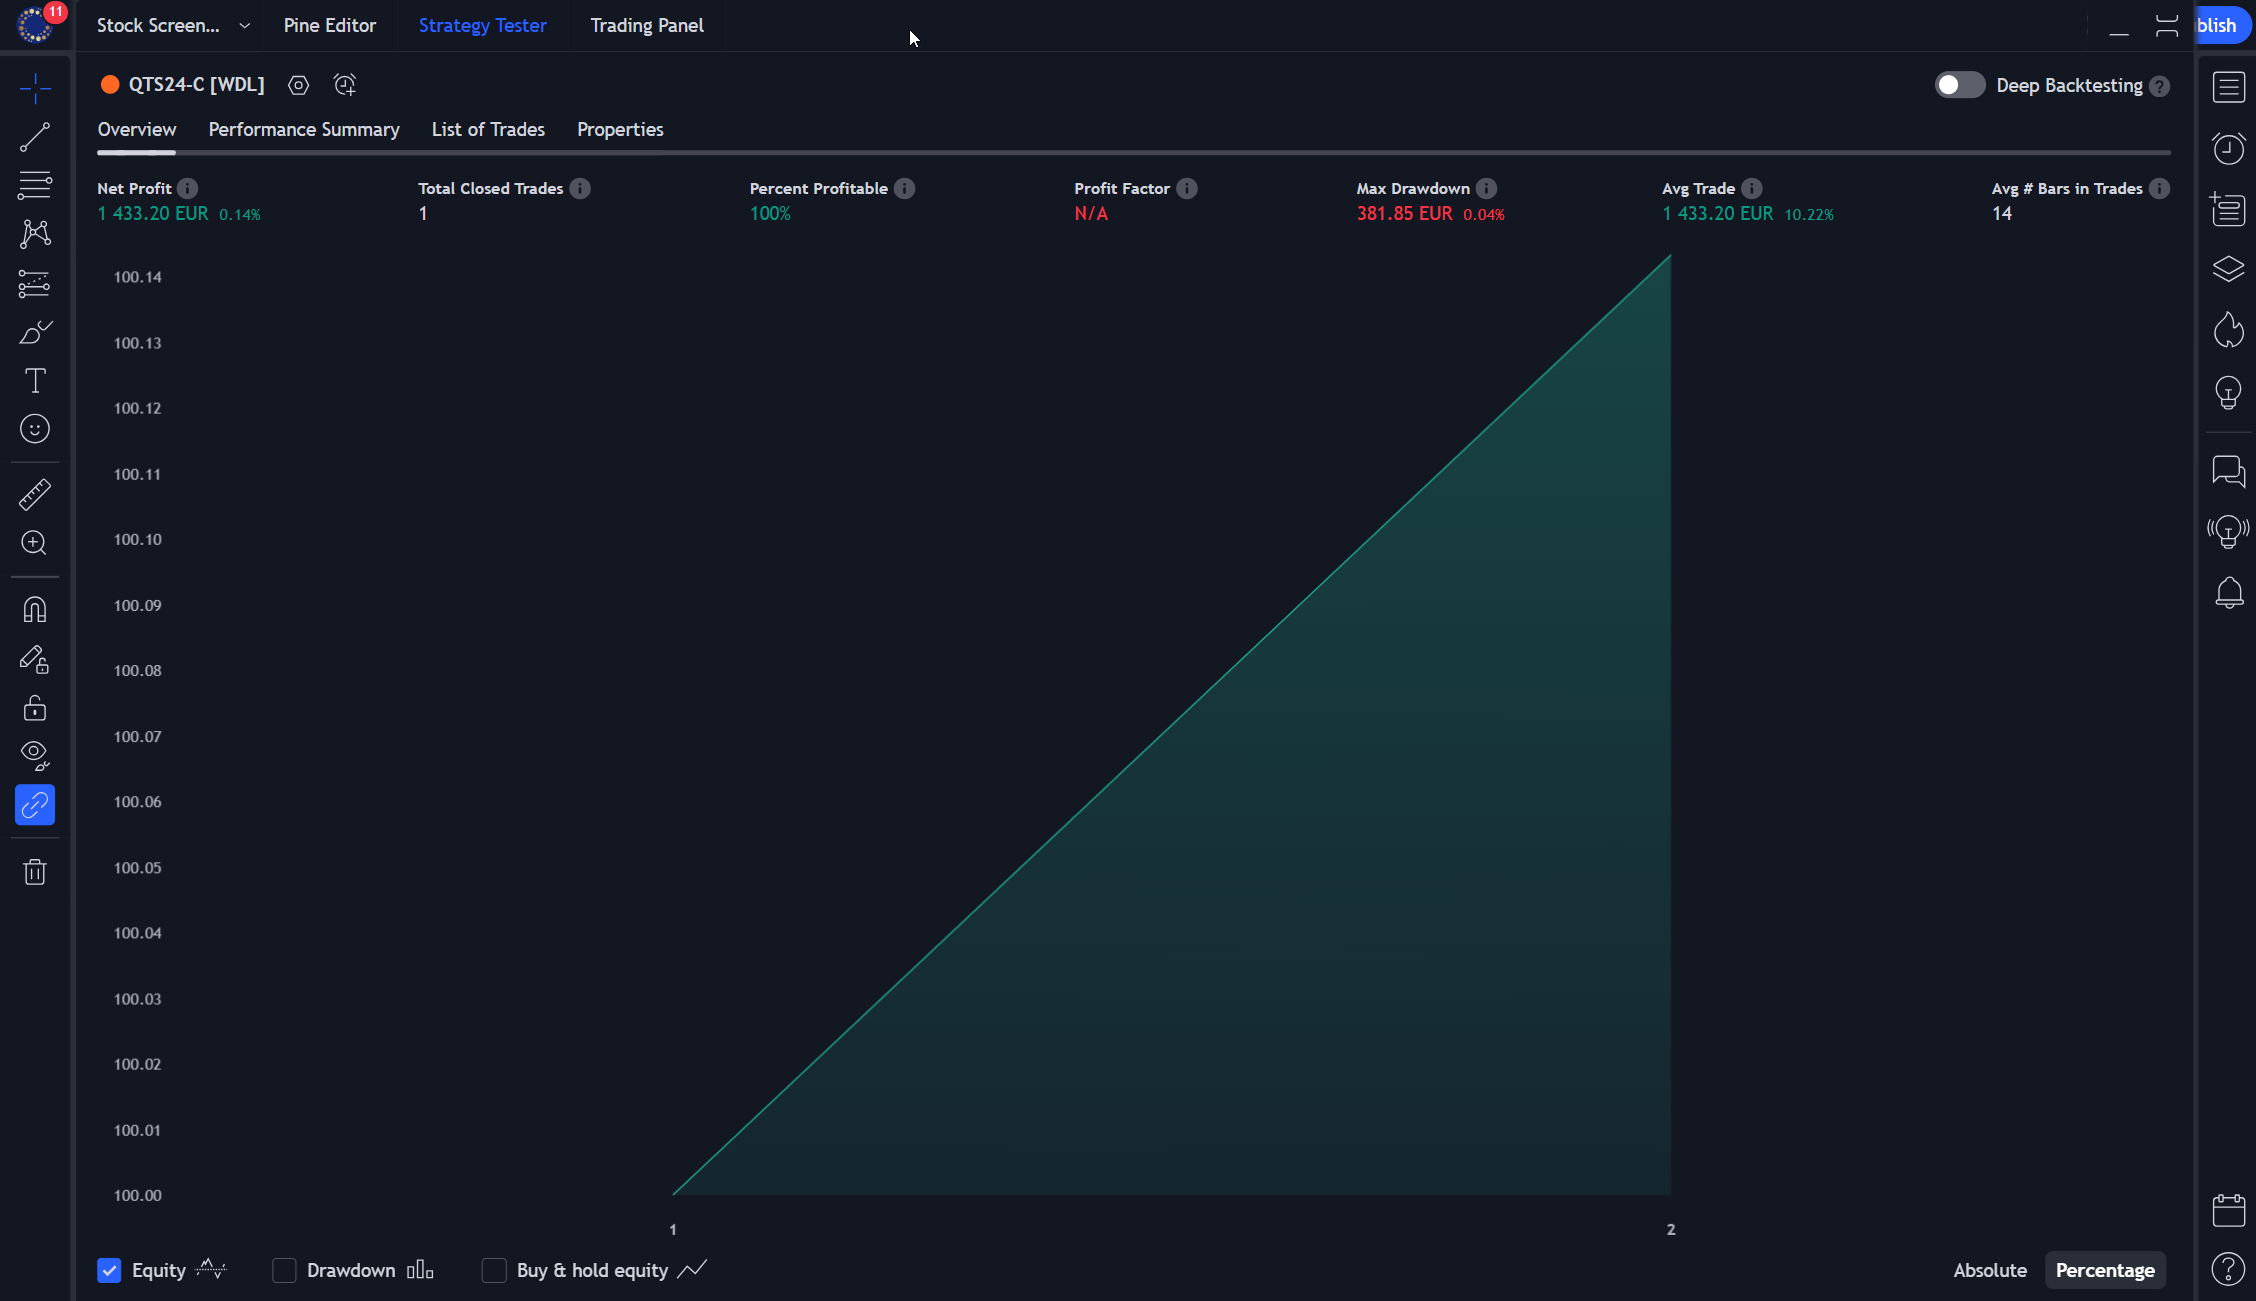 11
Stock Screen... Pine Editor Strategy Tester Trading Panel blish
QTS24-C [WDL] Deep Backtesting ?
Overview Performance Summary List of Trades Properties
Net Profit Total Closed Trades Percent Profitable Profit Factor Max Drawdown Avg Trade Avg # Bars in Trades
1 433.20 EUR 0.14% 1 100% N/A 381.85 EUR 0.04% 1 433.20 EUR 10.22% 14
100.14
100.13
100.12
100.11
100.10
100.09
100.08
100.07
100.06
100.05
100.04
100.03
100.02
100.01
100.00
1 2
Equity Drawdown Buy & hold equity Absolute Percentage